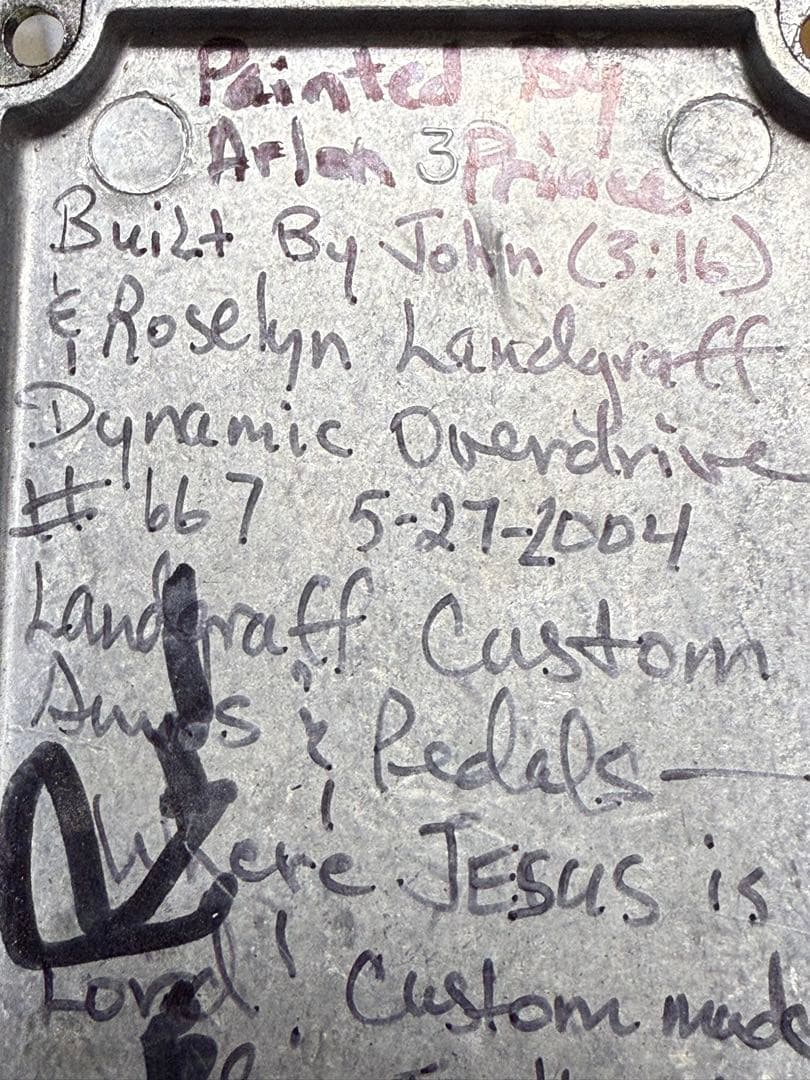 Painted By
Arlen 3 Prince
Built By John (3:16)
& Roselyn Landgraff
Dynamic Overdrive
# 667 5-27-2004
Landgraff Custom
Amps & Pedals—
Where JESUS is
Lord! Custom made